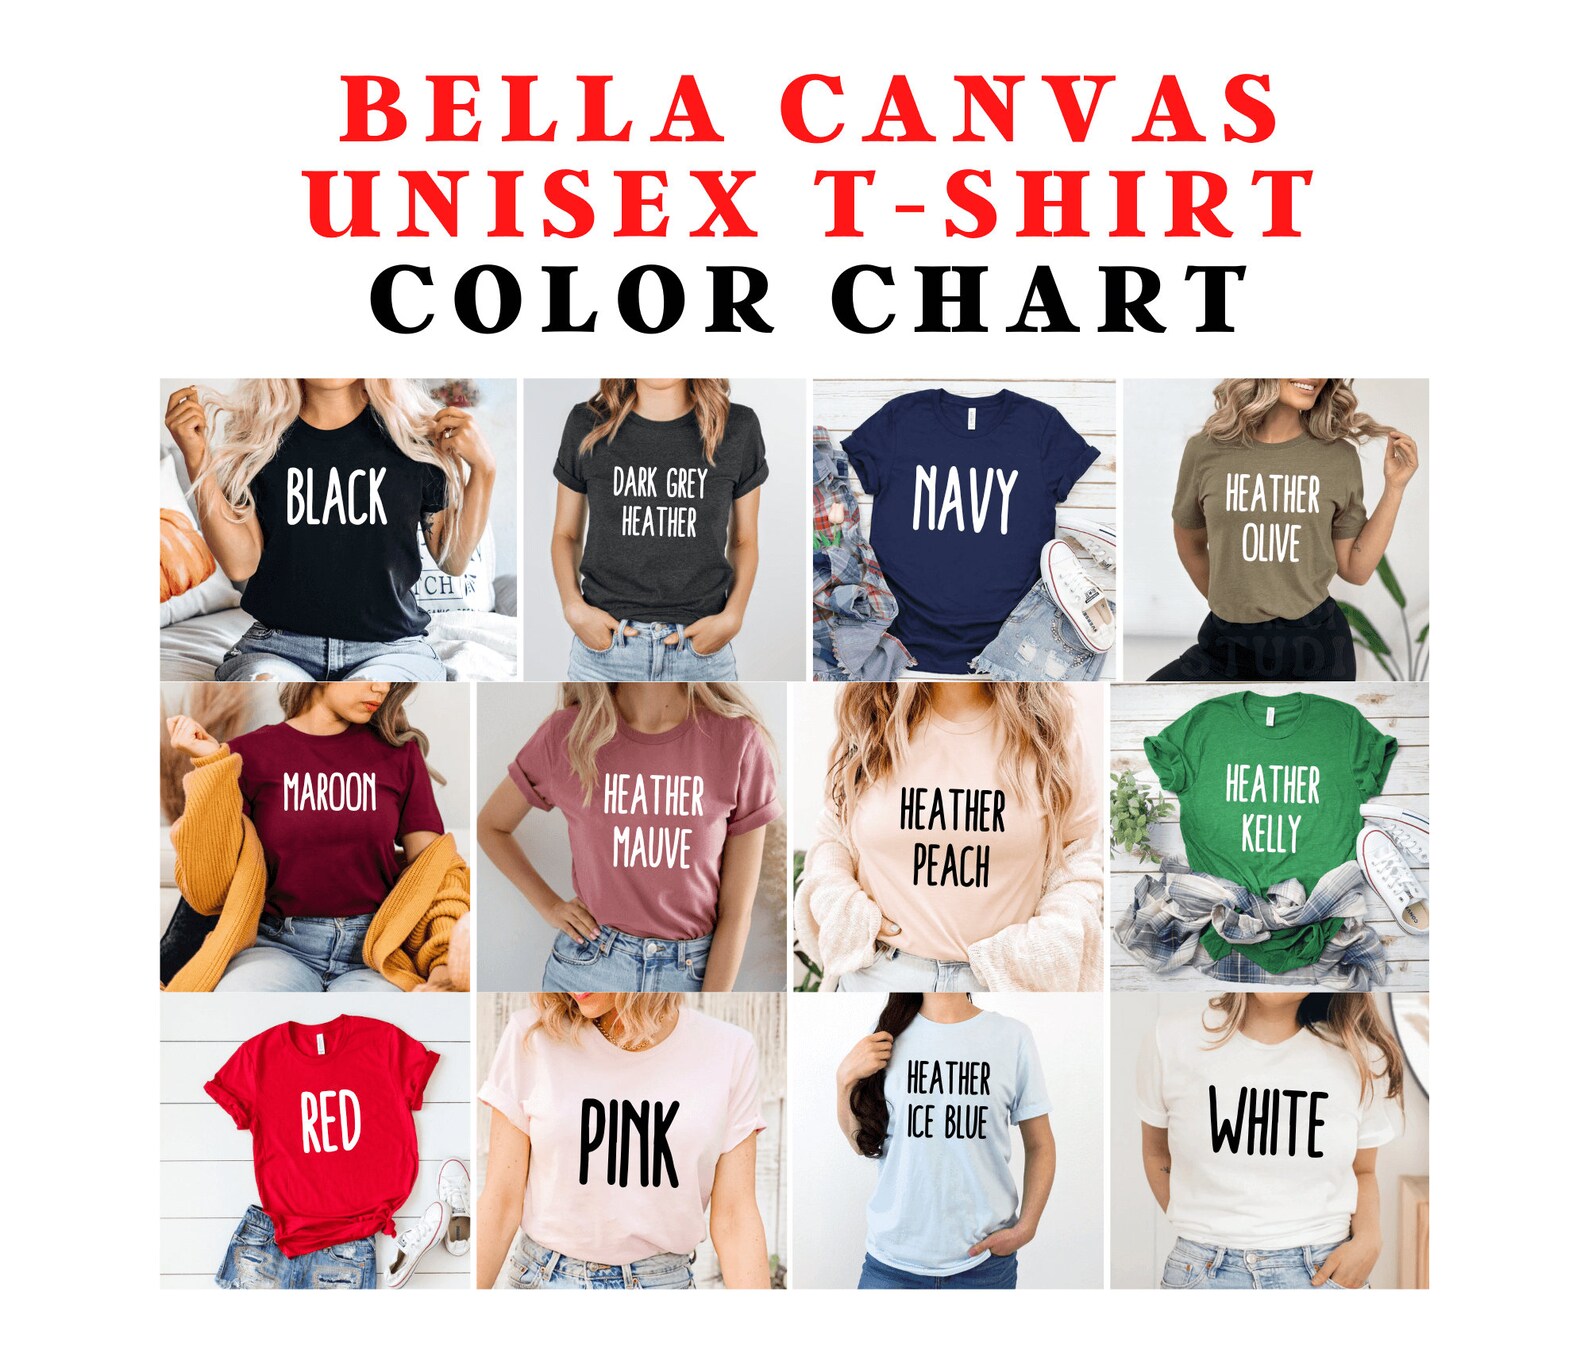 BELLA CANVAS
UNISEX T-SHIRT
COLOR CHART
BLACK
DARK GREY
HEATHER
NAVY
HEATHER
OLIVE
STUDI
MAROON
HEATHER
MAUVE
HEATHER
PEACH
HEATHER
KELLY
RED
PINK
HEATHER
ICE BLUE
WHITE